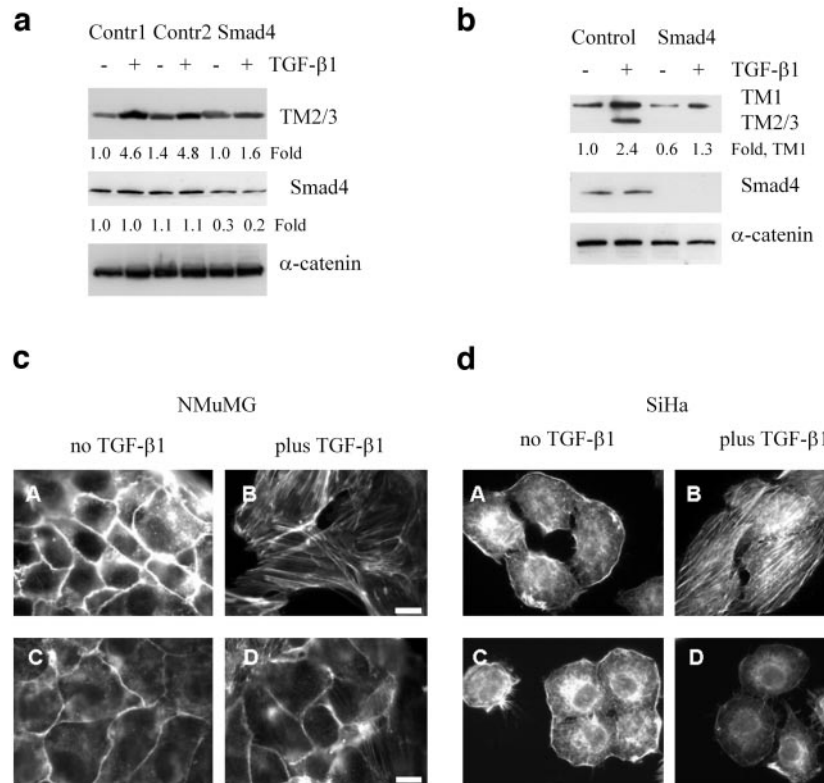 a
Contr1 Contr2 Smad4
- + - + - + TGF-β1
TM2/3
1.0 4.6 1.4 4.8 1.0 1.6 Fold
Smad4
1.0 1.0 1.1 1.1 0.3 0.2 Fold
α-catenin
b
Control Smad4
- + - + TGF-β1
TM1
TM2/3
1.0 2.4 0.6 1.3 Fold, TM1
Smad4
α-catenin
c
NMuMG
no TGF-β1 plus TGF-β1
A B
C D
d
SiHa
no TGF-β1 plus TGF-β1
A B
C D